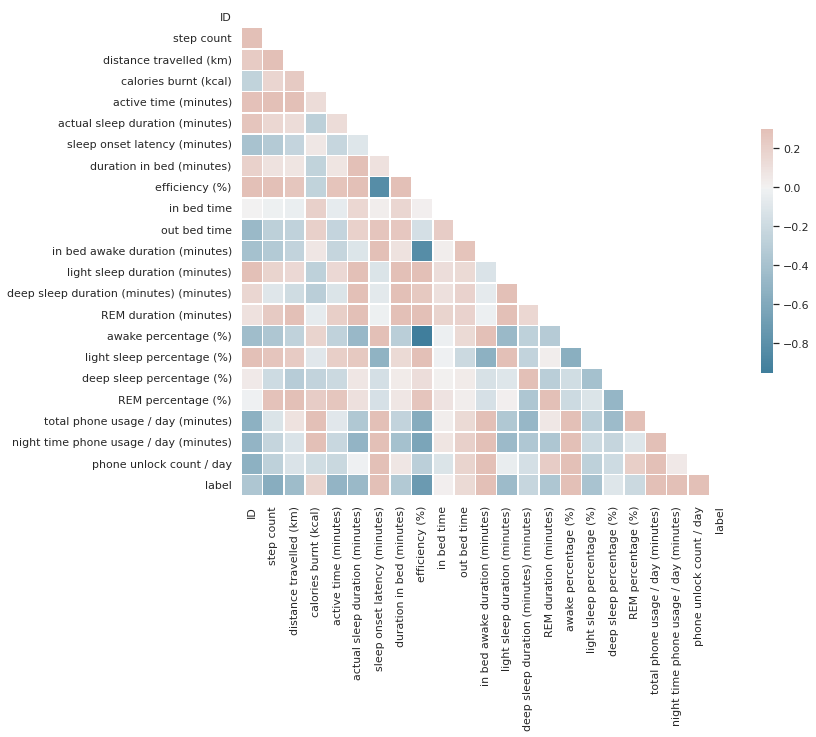 ID
step count
distance travelled (km)
calories burnt (kcal)
active time (minutes)
actual sleep duration (minutes)
sleep onset latency (minutes)
duration in bed (minutes)
efficiency (%)
in bed time
out bed time
in bed awake duration (minutes)
light sleep duration (minutes)
deep sleep duration (minutes) (minutes)
REM duration (minutes)
awake percentage (%)
light sleep percentage (%)
deep sleep percentage (%)
REM percentage (%)
total phone usage / day (minutes)
night time phone usage / day (minutes)
phone unlock count / day
label
ID
step count
distance travelled (km)
calories burnt (kcal)
active time (minutes)
actual sleep duration (minutes)
sleep onset latency (minutes)
duration in bed (minutes)
efficiency (%)
in bed time
out bed time
in bed awake duration (minutes)
light sleep duration (minutes)
deep sleep duration (minutes) (minutes)
REM duration (minutes)
awake percentage (%)
light sleep percentage (%)
deep sleep percentage (%)
REM percentage (%)
total phone usage / day (minutes)
night time phone usage / day (minutes)
phone unlock count / day
label
0.2
0.0
−0.2
−0.4
−0.6
−0.8